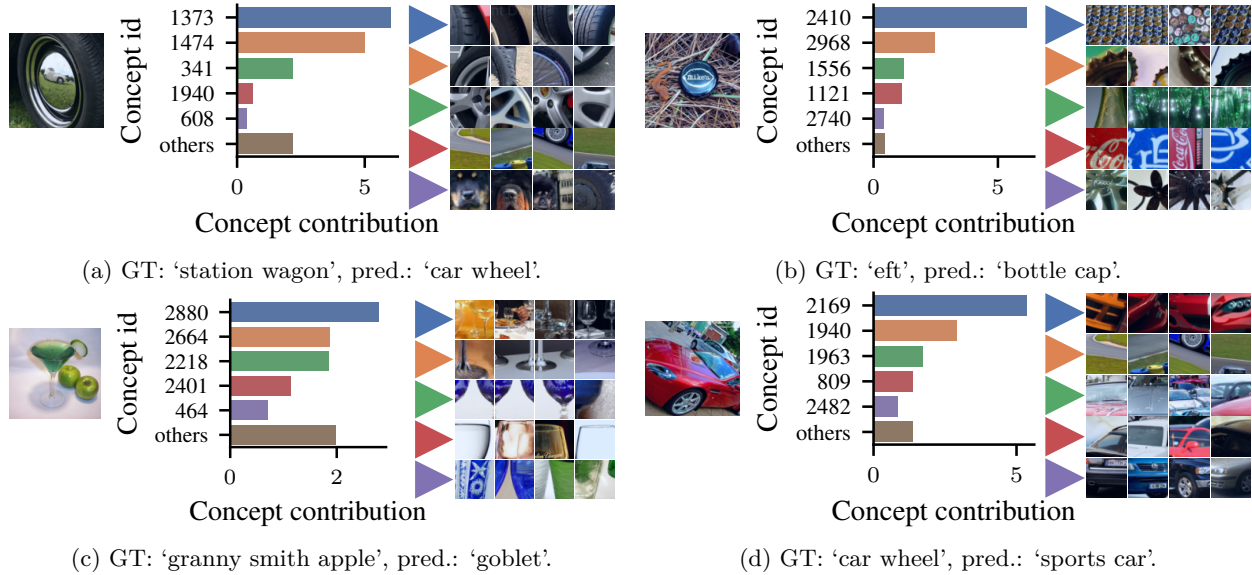 Concept id
1373
1474
341
1940
608
others
0
5
Concept contribution
(a) GT: ‘station wagon’, pred.: ‘car wheel’.
Concept id
2410
2968
1556
1121
2740
others
0
5
Concept contribution
Mike's
Coca-Cola
(b) GT: ‘eft’, pred.: ‘bottle cap’.
Concept id
2880
2664
2218
2401
464
others
0
2
Concept contribution
(c) GT: ‘granny smith apple’, pred.: ‘goblet’.
Concept id
2169
1940
1963
809
2482
others
0
5
Concept contribution
(d) GT: ‘car wheel’, pred.: ‘sports car’.